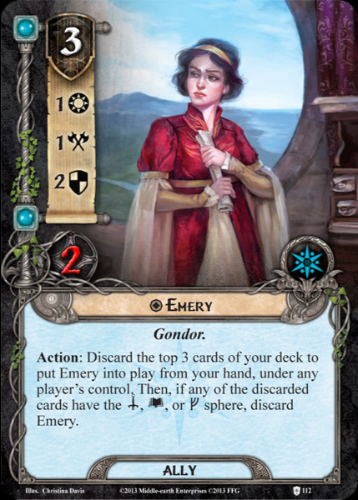 3
1
1
2
2
Emery
Gondor.
Action: Discard the top 3 cards of your deck to
put Emery into play from your hand, under any
player's control. Then, if any of the discarded
cards have the , , or sphere, discard
Emery.
ALLY
Illus. Christina Davis ©2013 Middle-earth Enterprises ©2013 FFG 112